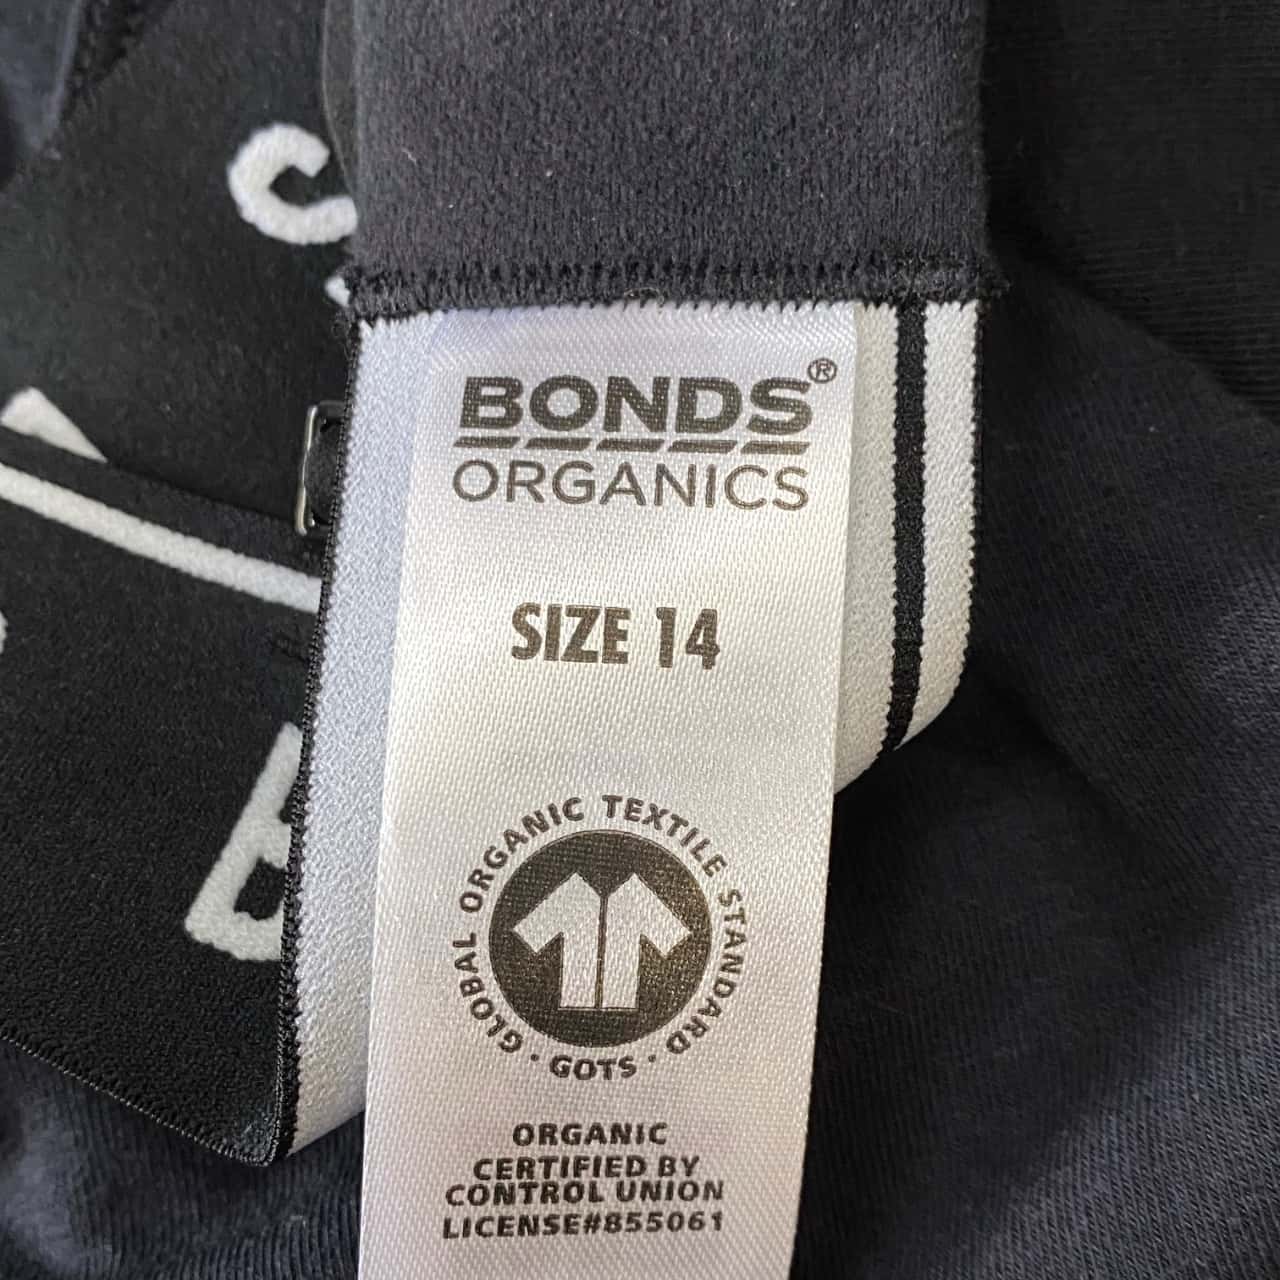 BONDS®
ORGANICS
SIZE 14
GLOBAL ORGANIC TEXTILE STANDARD · GOTS ·
ORGANIC
CERTIFIED BY
CONTROL UNION
LICENSE#855061